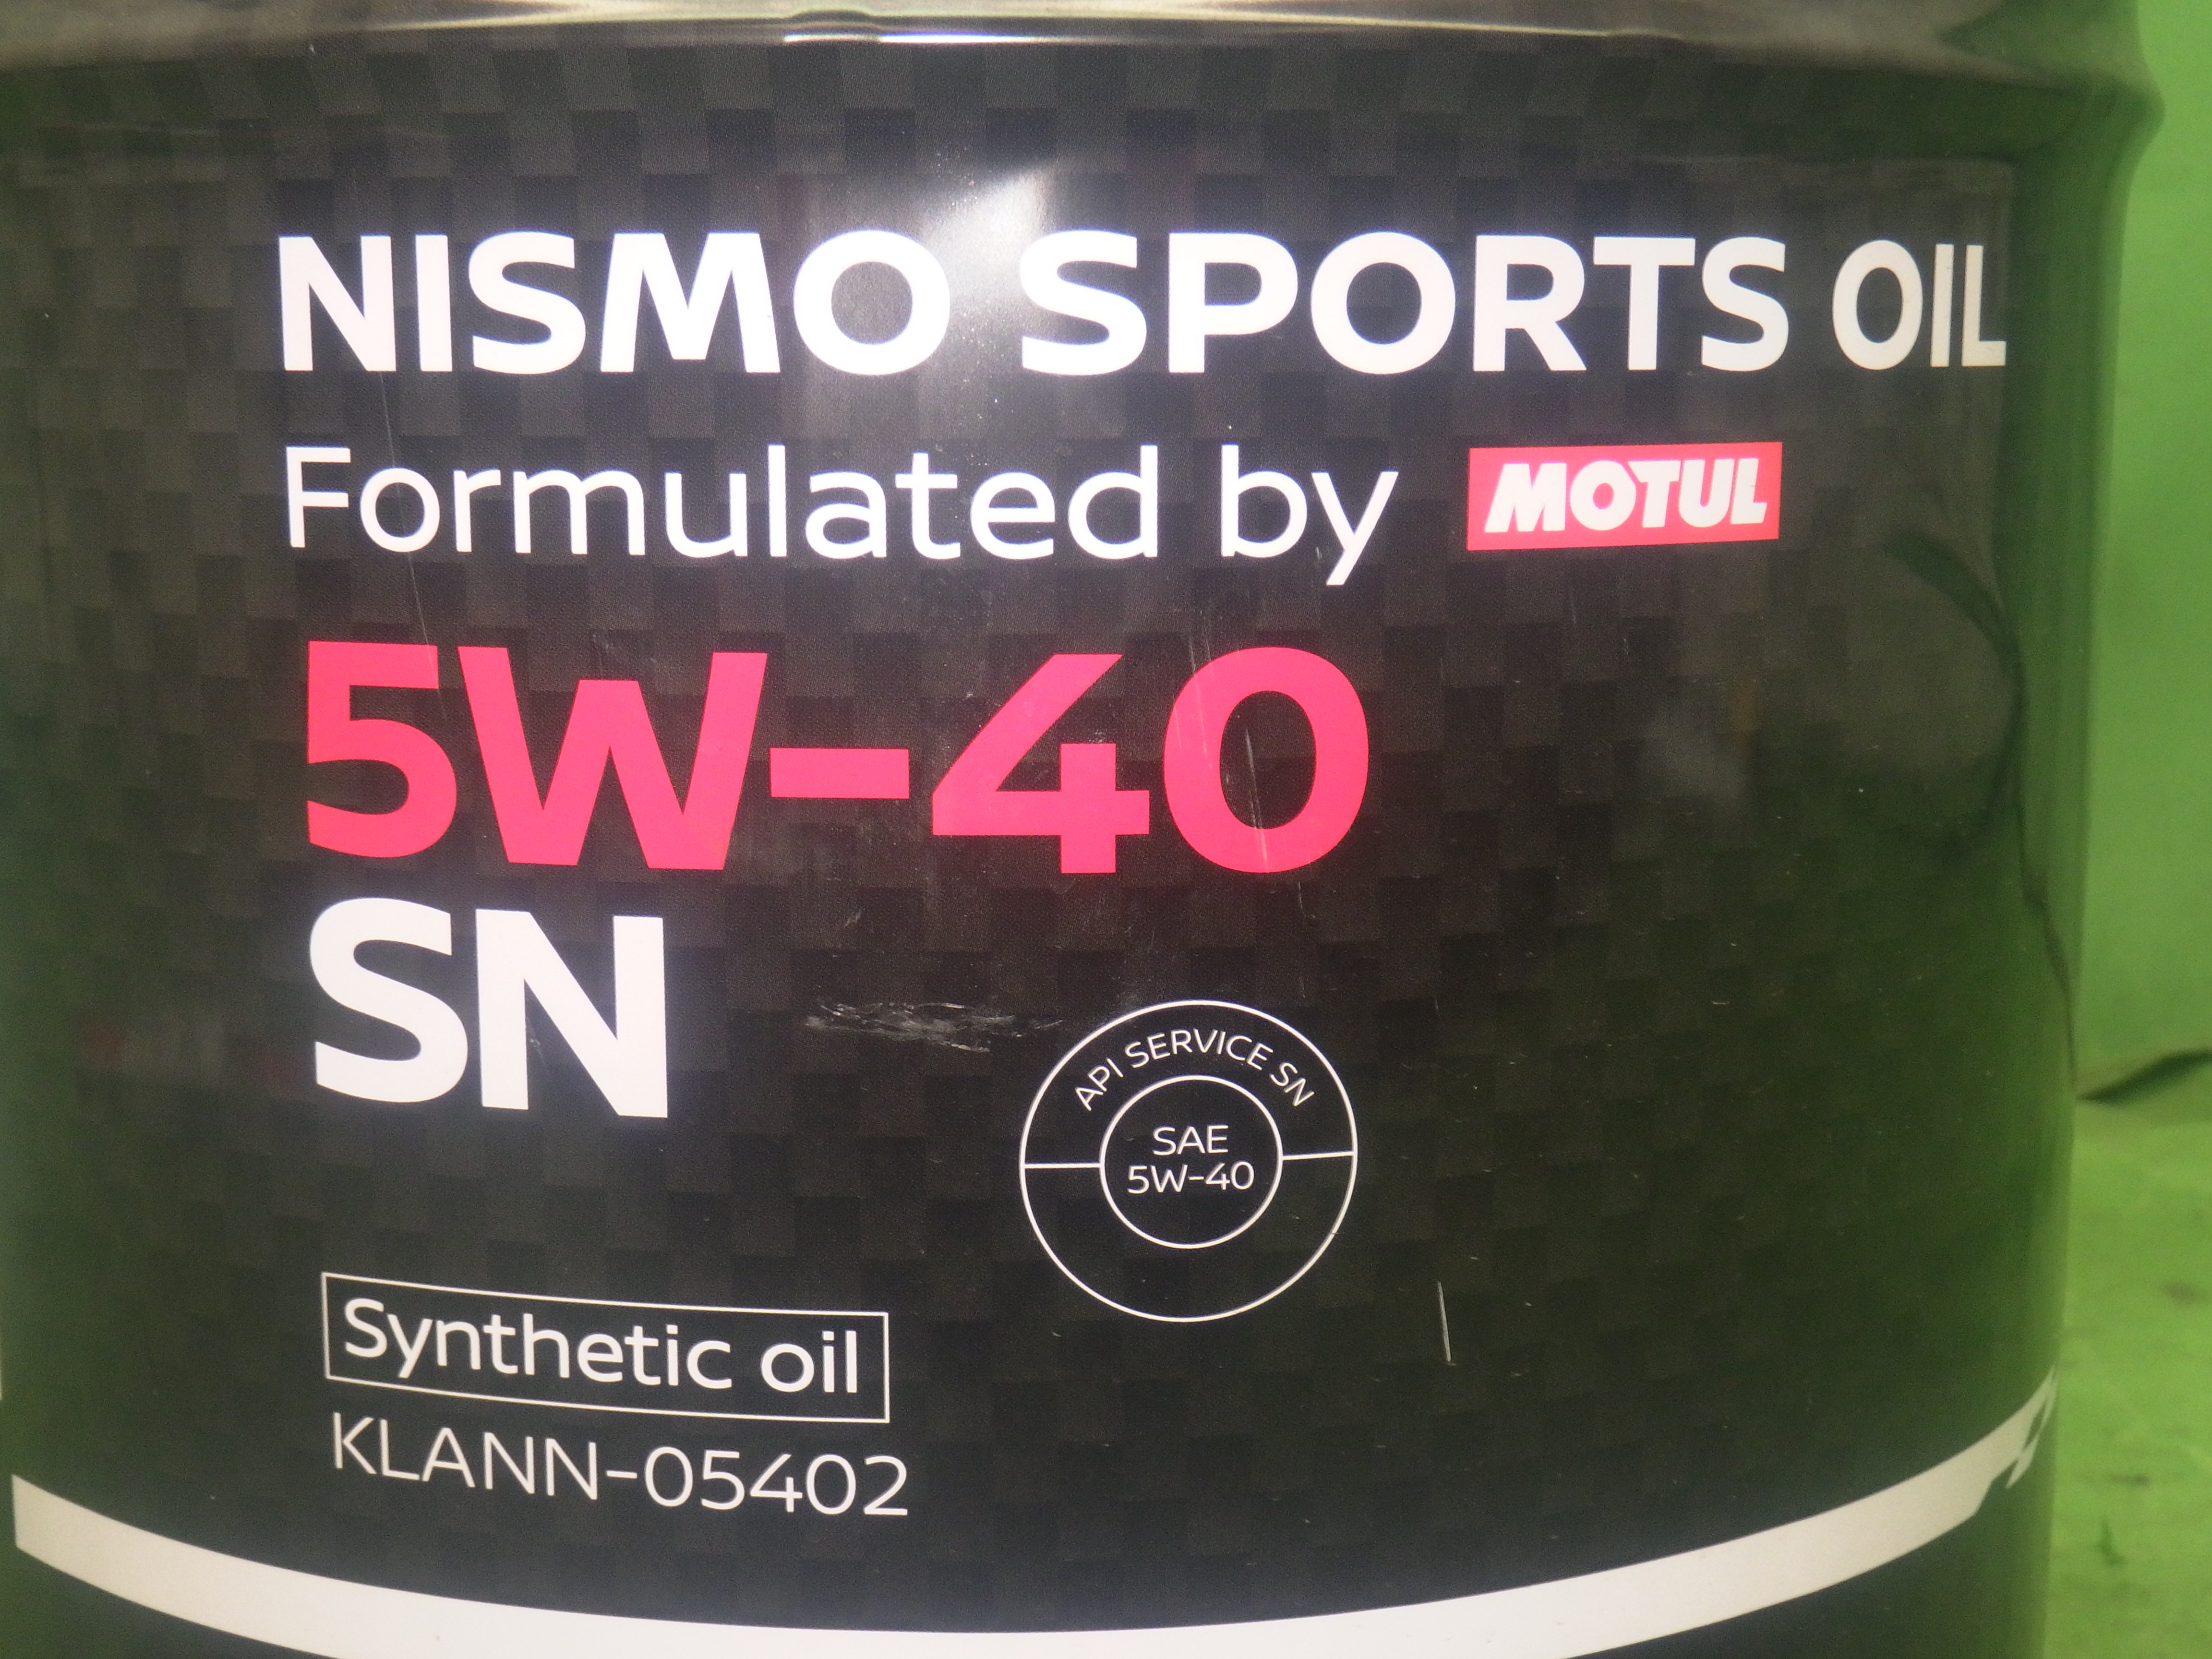 NISMO SPORTS OIL
Formulated by MOTUL
5W-40
SN
API SERVICE SN
SAE
5W-40
Synthetic oil
KLANN-05402